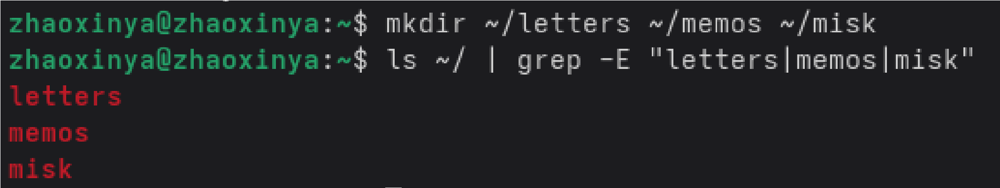 zhaoxinya@zhaoxinya:~$ mkdir ~/letters ~/memos ~/misk
zhaoxinya@zhaoxinya:~$ ls ~/ | grep -E "letters|memos|misk"
letters
memos
misk